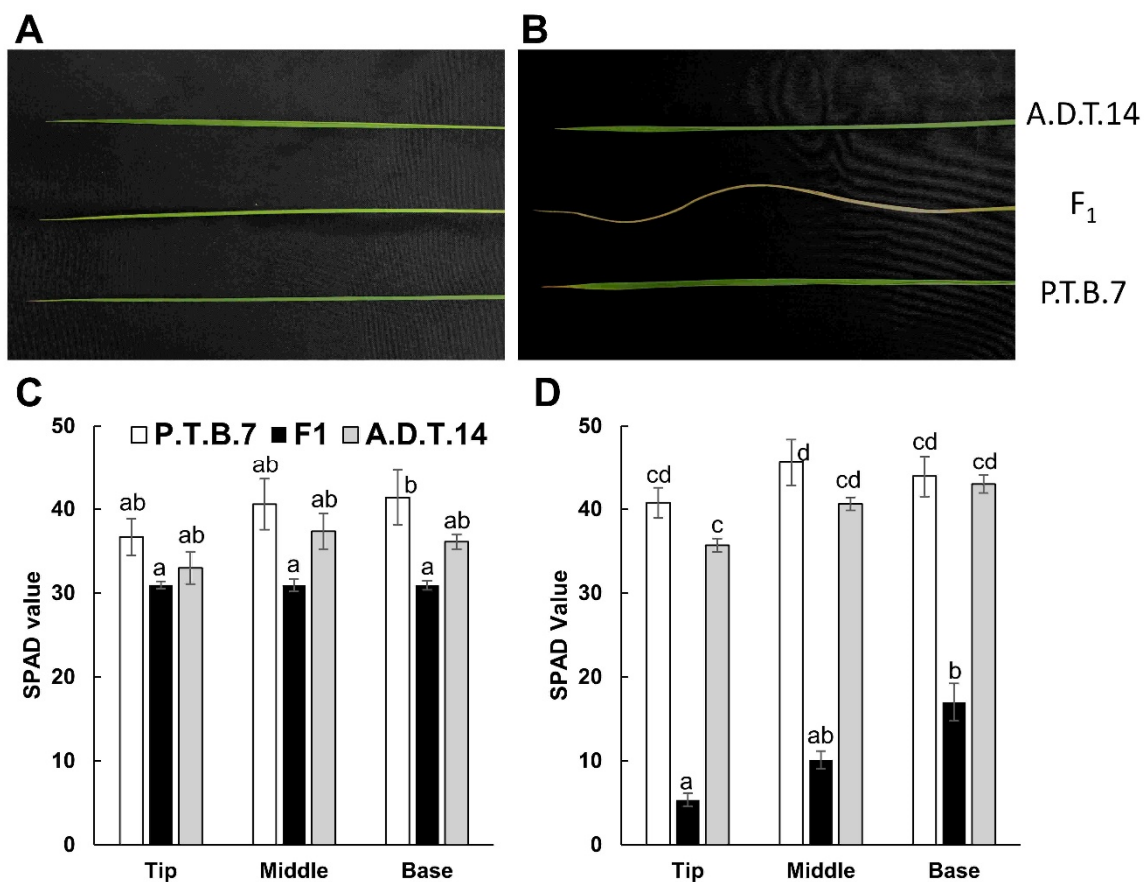 A
B
A.D.T.14
F1
P.T.B.7
C
D
50
40
30
20
10
0
SPAD value
P.T.B.7 F1 A.D.T.14
ab
a
ab
ab
a
ab
b
a
ab
Tip Middle Base
50
40
30
20
10
0
SPAD Value
cd
a
c
d
ab
cd
cd
b
cd
Tip Middle Base